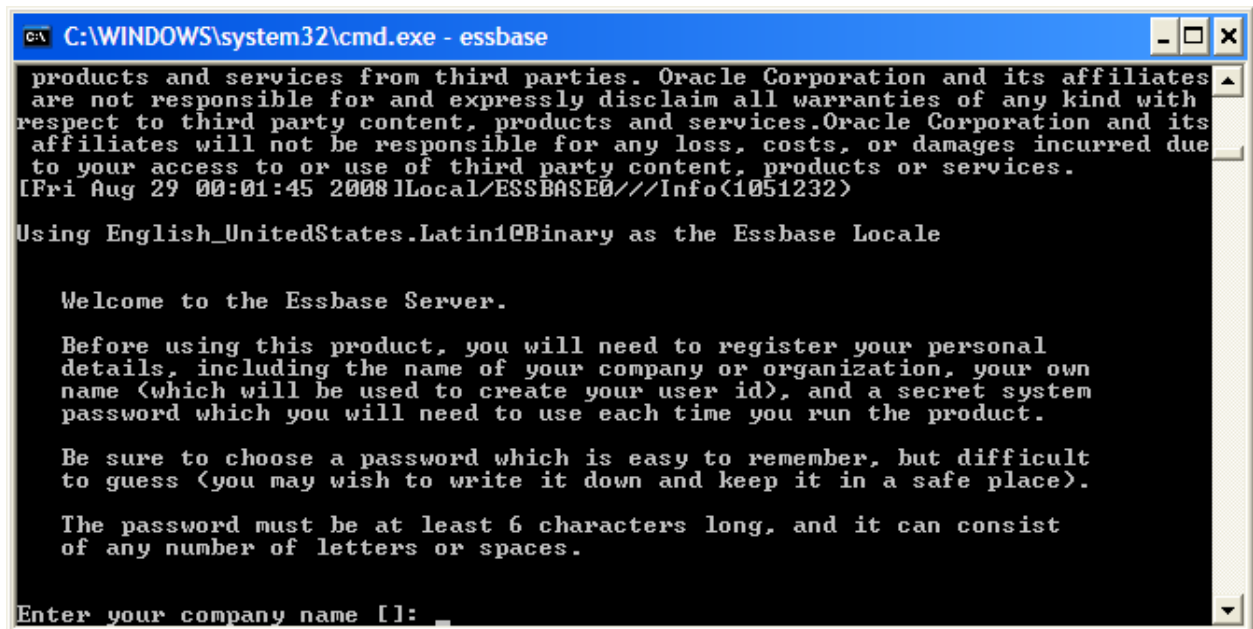 C:\WINDOWS\system32\cmd.exe - essbase
products and services from third parties. Oracle Corporation and its affiliates
are not responsible for and expressly disclaim all warranties of any kind with
respect to third party content, products and services.Oracle Corporation and its
affiliates will not be responsible for any loss, costs, or damages incurred due
to your access to or use of third party content, products or services.
[Fri Aug 29 00:01:45 2008]Local/ESSBASE0///Info(1051232)
Using English_UnitedStates.Latin1@Binary as the Essbase Locale
Welcome to the Essbase Server.
Before using this product, you will need to register your personal
details, including the name of your company or organization, your own
name (which will be used to create your user id), and a secret system
password which you will need to use each time you run the product.
Be sure to choose a password which is easy to remember, but difficult
to guess (you may wish to write it down and keep it in a safe place).
The password must be at least 6 characters long, and it can consist
of any number of letters or spaces.
Enter your company name []: _